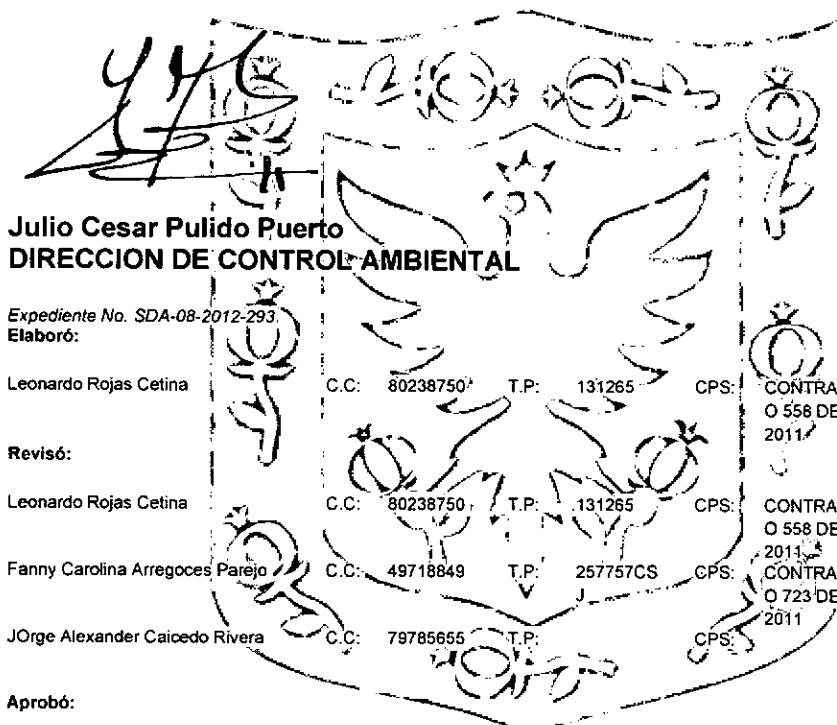 Julio Cesar Pulido Puerto
DIRECCION DE CONTROL AMBIENTAL
Expediente No. SDA-08-2012-293
Elaboró:
Leonardo Rojas Cetina C.C: 80238750 T.P: 131265 CPS: CONTRA
O 558 DE
2011
Revisó:
Leonardo Rojas Cetina C.C: 80238750 T.P: 131265 CPS: CONTRA
O 558 DE
2011
Fanny Carolina Arregoces Parejo C.C: 49718849 T.P: 257757CS CPS: CONTRA
J O 723 DE
2011
JOrge Alexander Caicedo Rivera C.C: 79785655 T.P: CPS:
Aprobó: